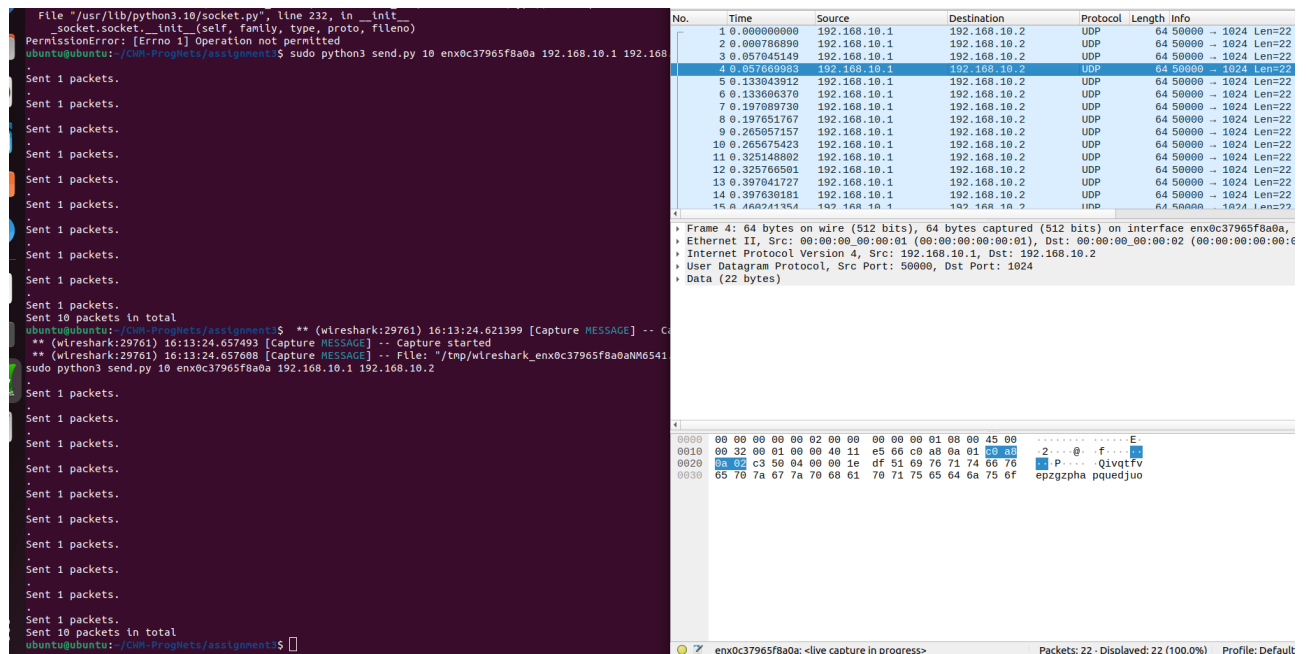 File "/usr/lib/python3.10/socket.py", line 232, in __init__
_socket.socket.__init__(self, family, type, proto, fileno)
PermissionError: [Errno 1] Operation not permitted
ubuntu@ubuntu:~/CWM-ProgNets/assignment3$ sudo python3 send.py 10 enx0c37965f8a0a 192.168.10.1 192.168.
.
Sent 1 packets.
.
Sent 1 packets.
.
Sent 1 packets.
.
Sent 1 packets.
.
Sent 1 packets.
.
Sent 1 packets.
.
Sent 1 packets.
.
Sent 1 packets.
.
Sent 1 packets.
.
Sent 1 packets.
Sent 10 packets in total
ubuntu@ubuntu:~/CWM-ProgNets/assignment3$  ** (wireshark:29761) 16:13:24.621399 [Capture MESSAGE] -- Ca
** (wireshark:29761) 16:13:24.657493 [Capture MESSAGE] -- Capture started
** (wireshark:29761) 16:13:24.657608 [Capture MESSAGE] -- File: "/tmp/wireshark_enx0c37965f8a0aNM6541.
sudo python3 send.py 10 enx0c37965f8a0a 192.168.10.1 192.168.10.2
.
Sent 1 packets.
.
Sent 1 packets.
.
Sent 1 packets.
.
Sent 1 packets.
.
Sent 1 packets.
.
Sent 1 packets.
.
Sent 1 packets.
.
Sent 1 packets.
.
Sent 1 packets.
.
Sent 1 packets.
Sent 10 packets in total
ubuntu@ubuntu:~/CWM-ProgNets/assignment3$
No. Time Source Destination Protocol Length Info
1 0.000000000 192.168.10.1 192.168.10.2 UDP 64 50000 → 1024 Len=22
2 0.000786890 192.168.10.1 192.168.10.2 UDP 64 50000 → 1024 Len=22
3 0.057045149 192.168.10.1 192.168.10.2 UDP 64 50000 → 1024 Len=22
4 0.057669983 192.168.10.1 192.168.10.2 UDP 64 50000 → 1024 Len=22
5 0.133043912 192.168.10.1 192.168.10.2 UDP 64 50000 → 1024 Len=22
6 0.133606370 192.168.10.1 192.168.10.2 UDP 64 50000 → 1024 Len=22
7 0.197089730 192.168.10.1 192.168.10.2 UDP 64 50000 → 1024 Len=22
8 0.197651767 192.168.10.1 192.168.10.2 UDP 64 50000 → 1024 Len=22
9 0.265057157 192.168.10.1 192.168.10.2 UDP 64 50000 → 1024 Len=22
10 0.265675423 192.168.10.1 192.168.10.2 UDP 64 50000 → 1024 Len=22
11 0.325148802 192.168.10.1 192.168.10.2 UDP 64 50000 → 1024 Len=22
12 0.325766501 192.168.10.1 192.168.10.2 UDP 64 50000 → 1024 Len=22
13 0.397041727 192.168.10.1 192.168.10.2 UDP 64 50000 → 1024 Len=22
14 0.397630181 192.168.10.1 192.168.10.2 UDP 64 50000 → 1024 Len=22
15 0.460241354 192.168.10.1 192.168.10.2 UDP 64 50000 → 1024 Len=22
Frame 4: 64 bytes on wire (512 bits), 64 bytes captured (512 bits) on interface enx0c37965f8a0a,
Ethernet II, Src: 00:00:00_00:00:01 (00:00:00:00:00:01), Dst: 00:00:00_00:00:02 (00:00:00:00:0
Internet Protocol Version 4, Src: 192.168.10.1, Dst: 192.168.10.2
User Datagram Protocol, Src Port: 50000, Dst Port: 1024
Data (22 bytes)
0000 00 00 00 00 00 02 00 00 00 00 00 01 08 00 45 00 ········ ······E·
0010 00 32 00 01 00 00 40 11 e5 66 c0 a8 0a 01 c0 a8 ·2····@· ·f······
0020 0a 02 c3 50 04 00 00 1e df 51 69 76 71 74 66 76 ···P···· ·Qivqtfv
0030 65 70 7a 67 7a 70 68 61 70 71 75 65 64 6a 75 6f epzgzpha pquedjuo
enx0c37965f8a0a: <live capture in progress> Packets: 22 · Displayed: 22 (100.0%) Profile: Default